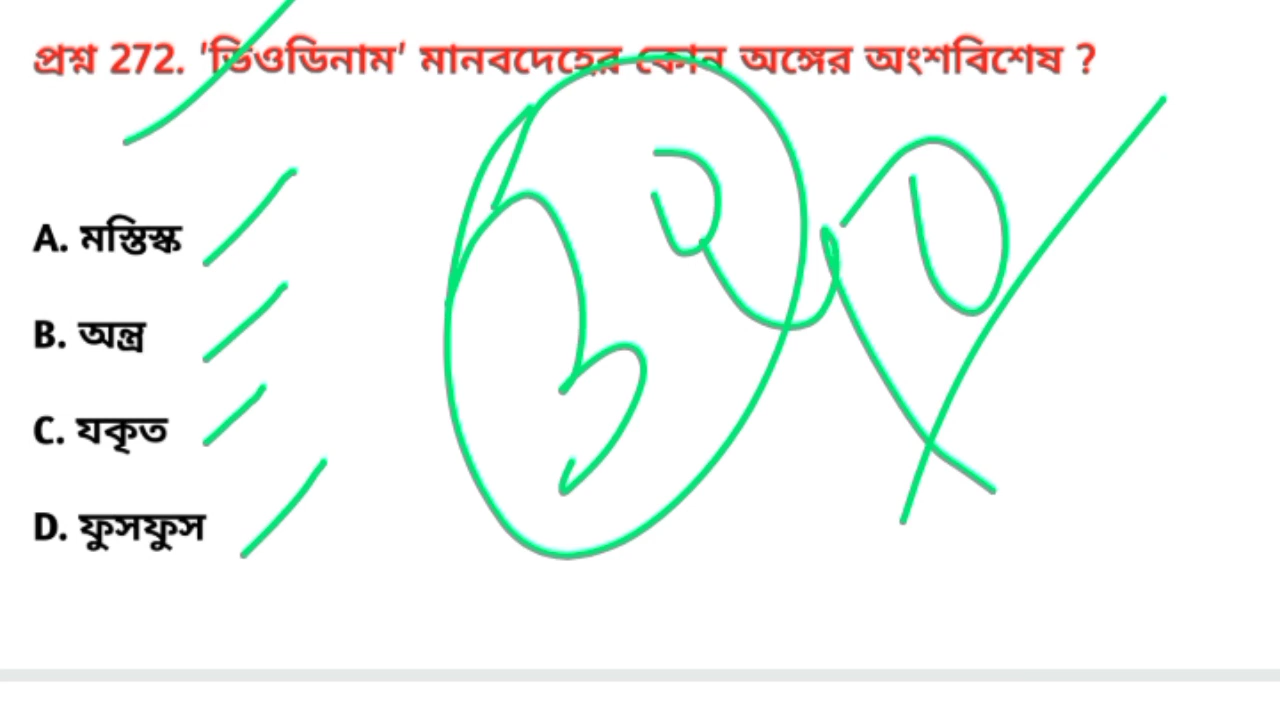 প্রশ্ন 272. 'ডিওডিনাম' মানবদেহের কোন অঙ্গের অংশবিশেষ ?
A. মস্তিস্ক
B. অন্ত্র
C. যকৃত
D. ফুসফুস